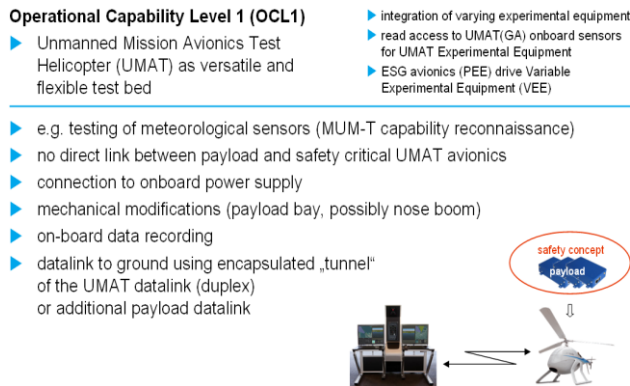 Operational Capability Level 1 (OCL1)
▶ Unmanned Mission Avionics Test
Helicopter (UMAT) as versatile and
flexible test bed
▶ integration of varying experimental equipment
▶ read access to UMAT(GA) onboard sensors
for UMAT Experimental Equipment
▶ ESG avionics (PEE) drive Variable
Experimental Equipment (VEE)
▶ e.g. testing of meteorological sensors (MUM-T capability reconnaissance)
▶ no direct link between payload and safety critical UMAT avionics
▶ connection to onboard power supply
▶ mechanical modifications (payload bay, possibly nose boom)
▶ on-board data recording
▶ datalink to ground using encapsulated „tunnel“
of the UMAT datalink (duplex)
or additional payload datalink
safety concept
payload